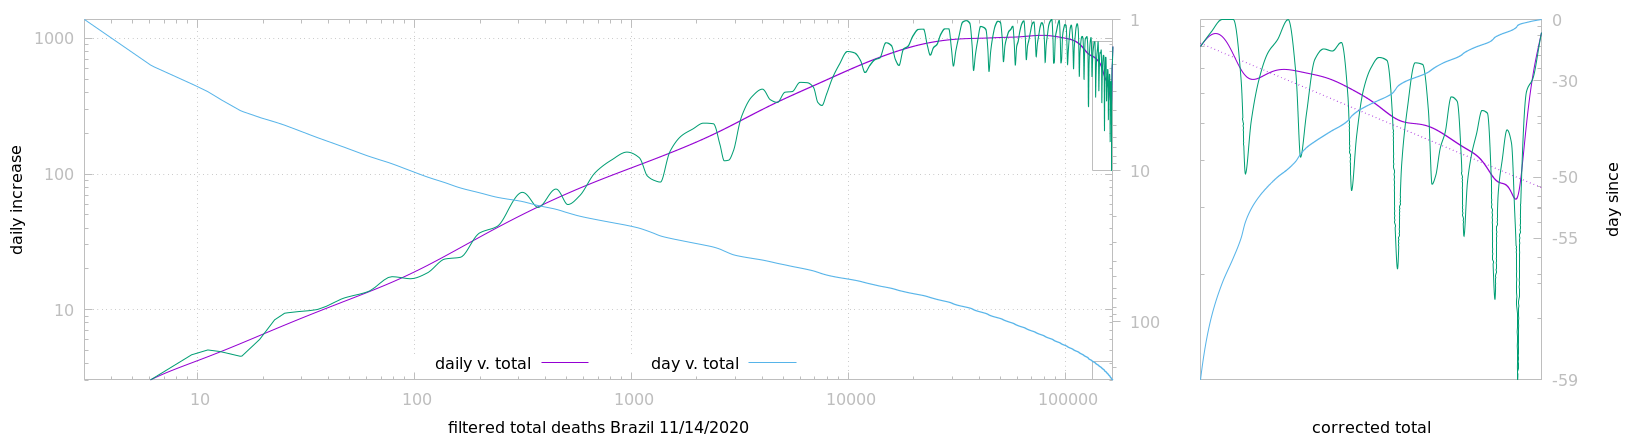 1000
100
10
daily increase
10
100
1000
10000
100000
filtered total deaths Brazil 11/14/2020
daily v. total
day v. total
1
10
100
0
-30
-50
-55
-59
day since
corrected total